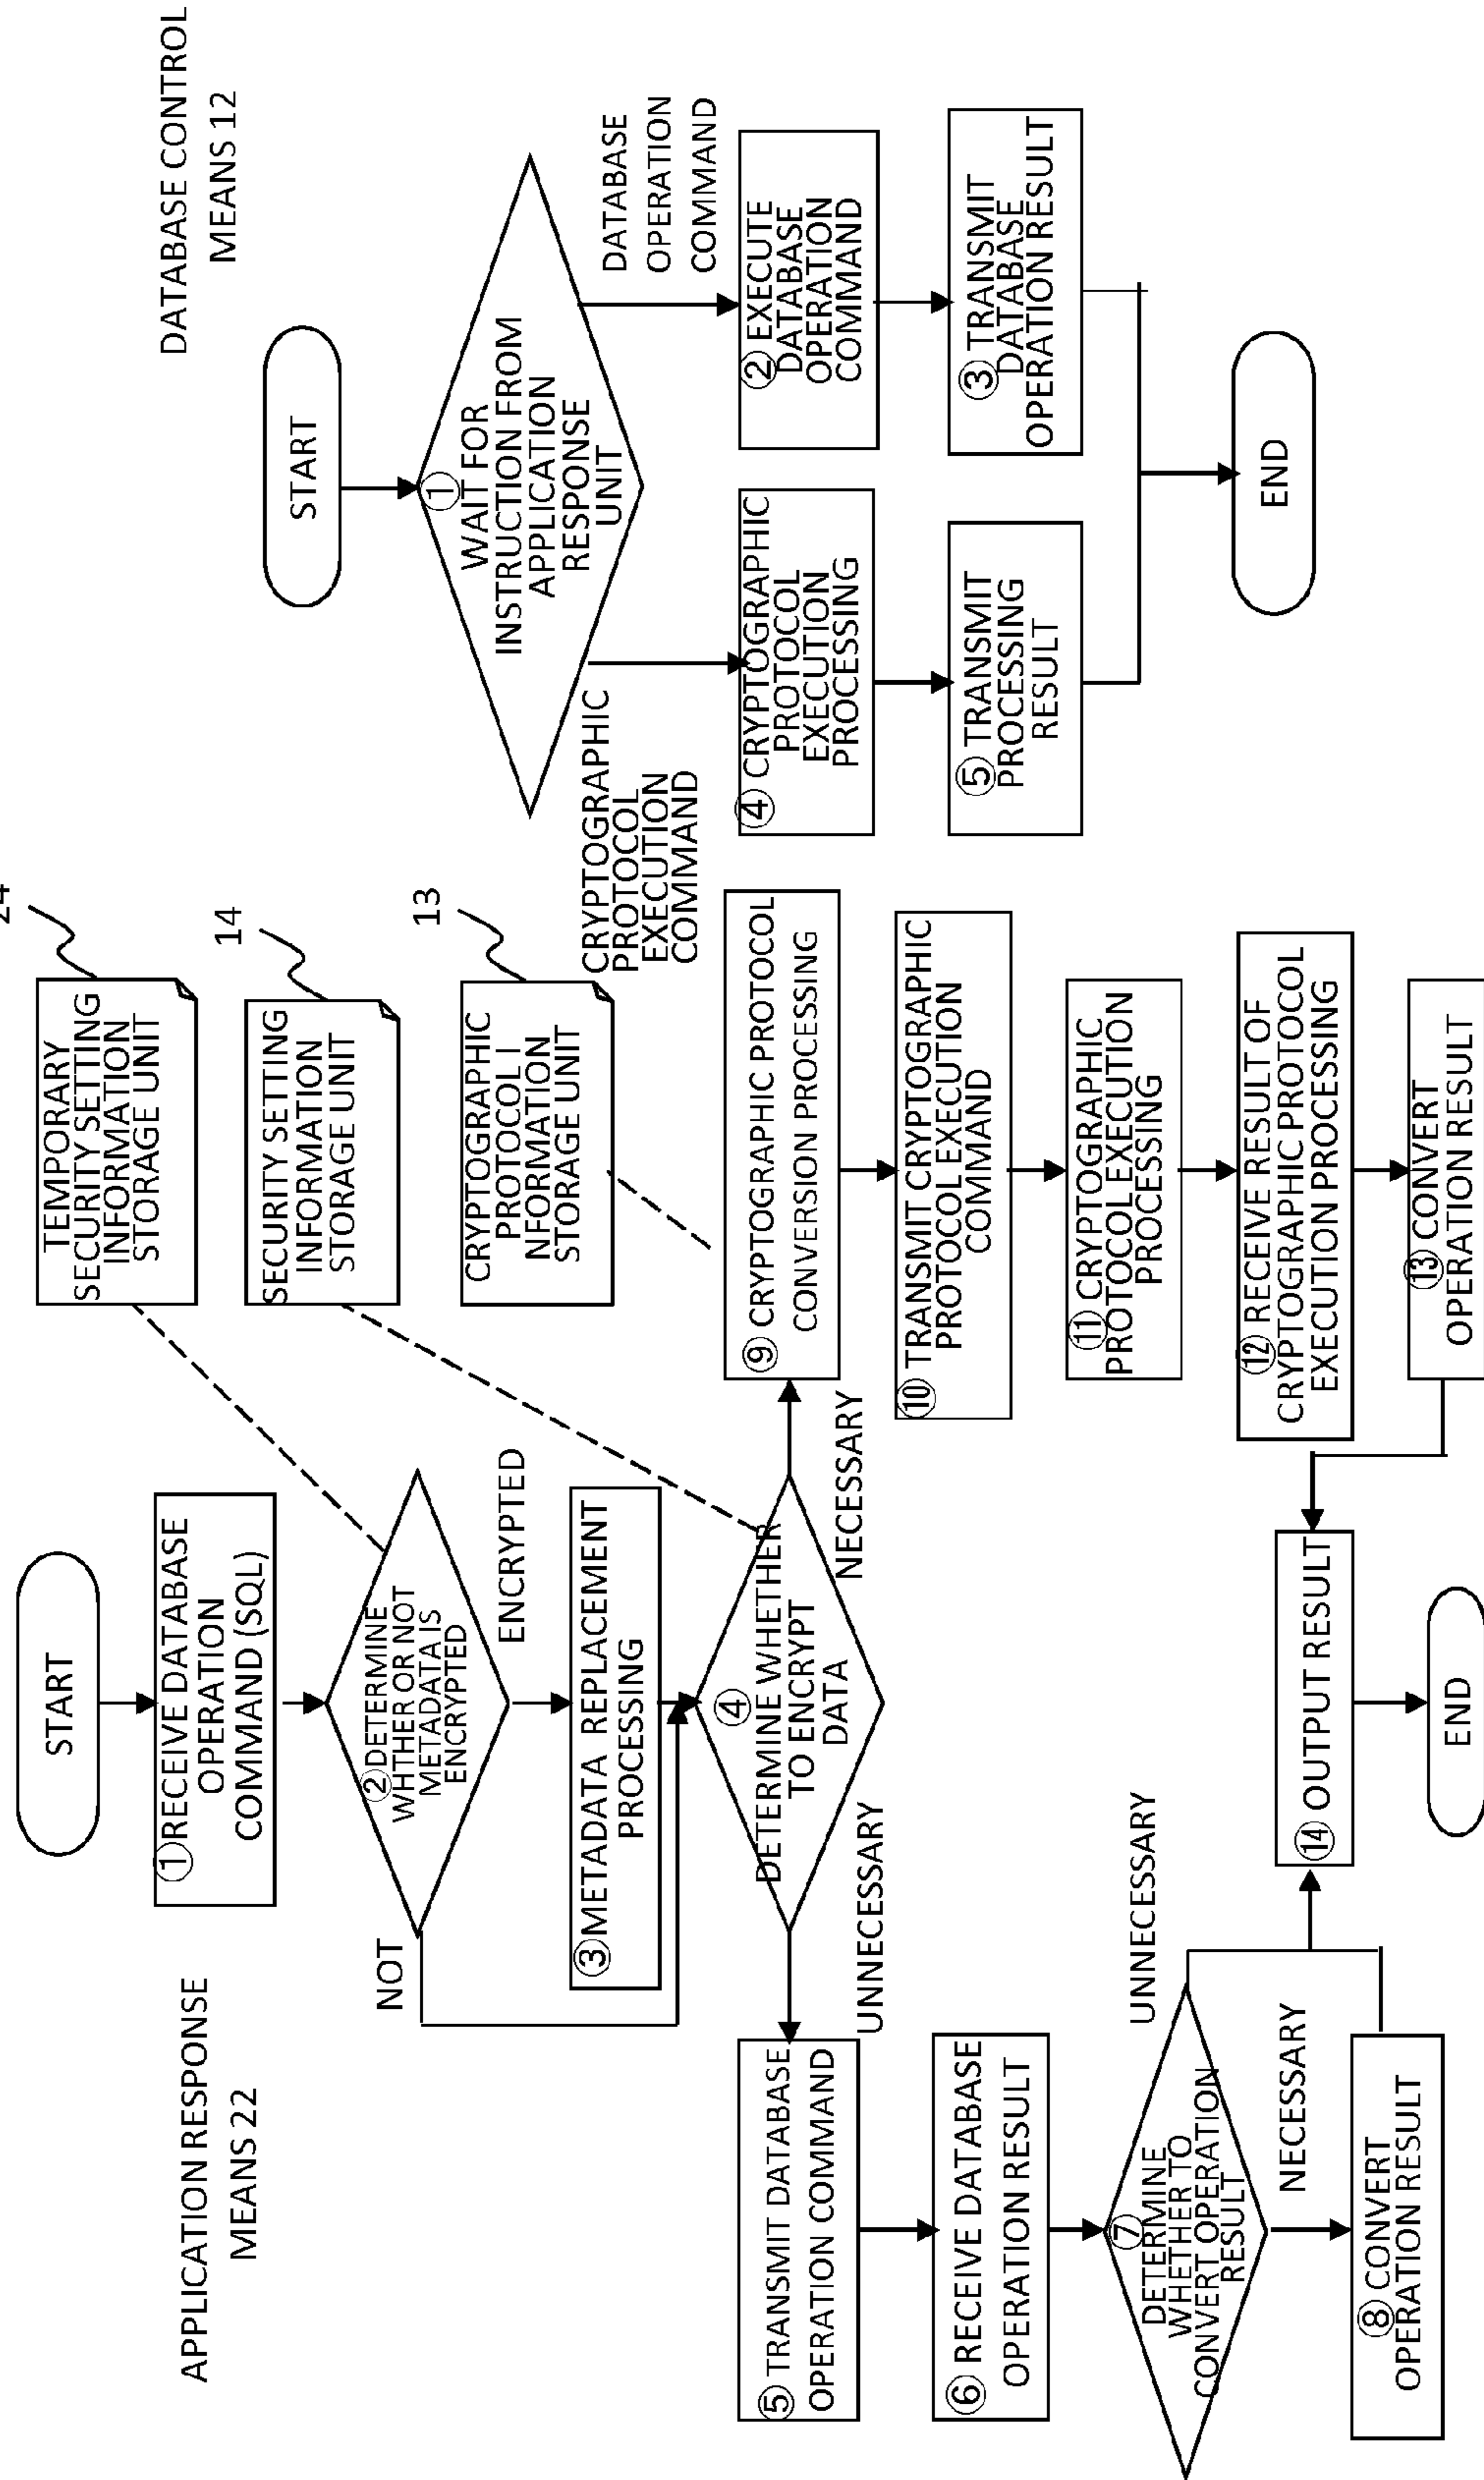 APPLICATION RESPONSE
MEANS 22
START
① RECEIVE DATABASE
OPERATION
COMMAND (SQL)
② DETERMINE
WHTHER OR NOT
METADATA IS
ENCRYPTED
NOT
ENCRYPTED
③ METADATA REPLACEMENT
PROCESSING
④
DETERMINE WHETHER
TO ENCRYPT
DATA
UNNECESSARY
NECESSARY
⑤ TRANSMIT DATABASE
OPERATION COMMAND
⑥ RECEIVE DATABASE
OPERATION RESULT
⑦
DETERMINE
WHETHER TO
CONVERT OPERATION
RESULT
UNNECESSARY
NECESSARY
⑧ CONVERT
OPERATION RESULT
TEMPORARY
SECURITY SETTING
INFORMATION
STORAGE UNIT
SECURITY SETTING
INFORMATION
STORAGE UNIT
14
CRYPTOGRAPHIC
PROTOCOL I
NFORMATION
STORAGE UNIT
13
⑨ CRYPTOGRAPHIC PROTOCOL
CONVERSION PROCESSING
⑩ TRANSMIT CRYPTOGRAPHIC
PROTOCOL EXECUTION
COMMAND
⑪ CRYPTOGRAPHIC
PROTOCOL EXECUTION
PROCESSING
⑫ RECEIVE RESULT OF
CRYPTOGRAPHIC PROTOCOL
EXECUTION PROCESSING
⑬ CONVERT
OPERATION RESULT
⑭ OUTPUT RESULT
END
DATABASE CONTROL
MEANS 12
START
①
WAIT FOR
INSTRUCTION FROM
APPLICATION
RESPONSE
UNIT
CRYPTOGRAPHIC
PROTOCOL
EXECUTION
COMMAND
DATABASE
OPERATION
COMMAND
④ CRYPTOGRAPHIC
PROTOCOL
EXECUTION
PROCESSING
⑤ TRANSMIT
PROCESSING
RESULT
② EXECUTE
DATABASE
OPERATION
COMMAND
③ TRANSMIT
DATABASE
OPERATION RESULT
END